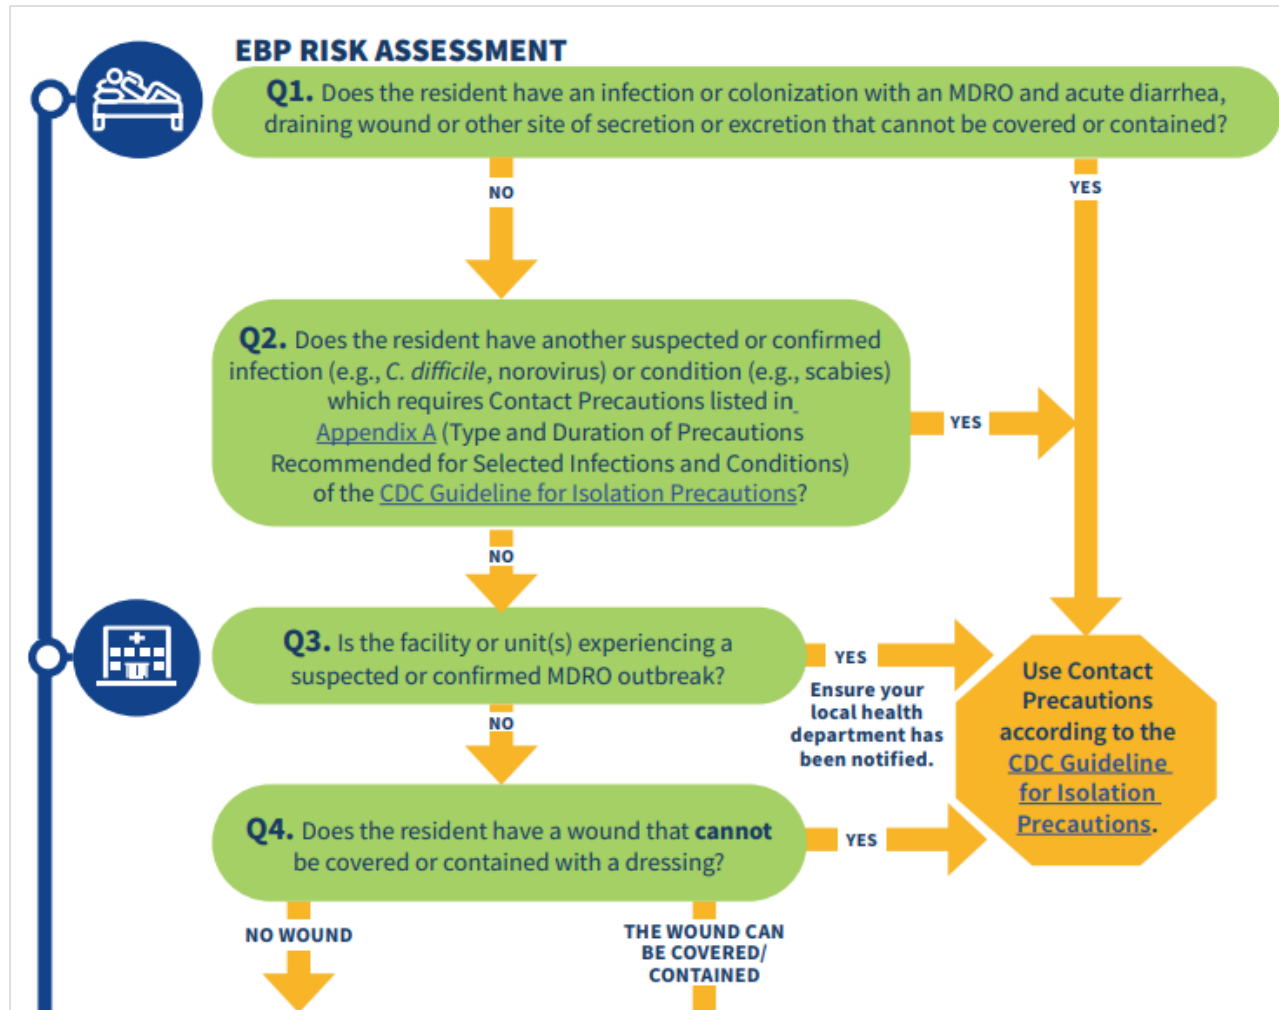 EBP RISK ASSESSMENT
Q1. Does the resident have an infection or colonization with an MDRO and acute diarrhea,
draining wound or other site of secretion or excretion that cannot be covered or contained?
NO
YES
Q2. Does the resident have another suspected or confirmed
infection (e.g., C. difficile, norovirus) or condition (e.g., scabies)
which requires Contact Precautions listed in
Appendix A (Type and Duration of Precautions
Recommended for Selected Infections and Conditions)
of the CDC Guideline for Isolation Precautions?
YES
NO
Q3. Is the facility or unit(s) experiencing a
suspected or confirmed MDRO outbreak?
YES
Ensure your
local health
department has
been notified.
Use Contact
Precautions
according to the
CDC Guideline
for Isolation
Precautions.
NO
Q4. Does the resident have a wound that cannot
be covered or contained with a dressing?
YES
NO WOUND
THE WOUND CAN
BE COVERED/
CONTAINED